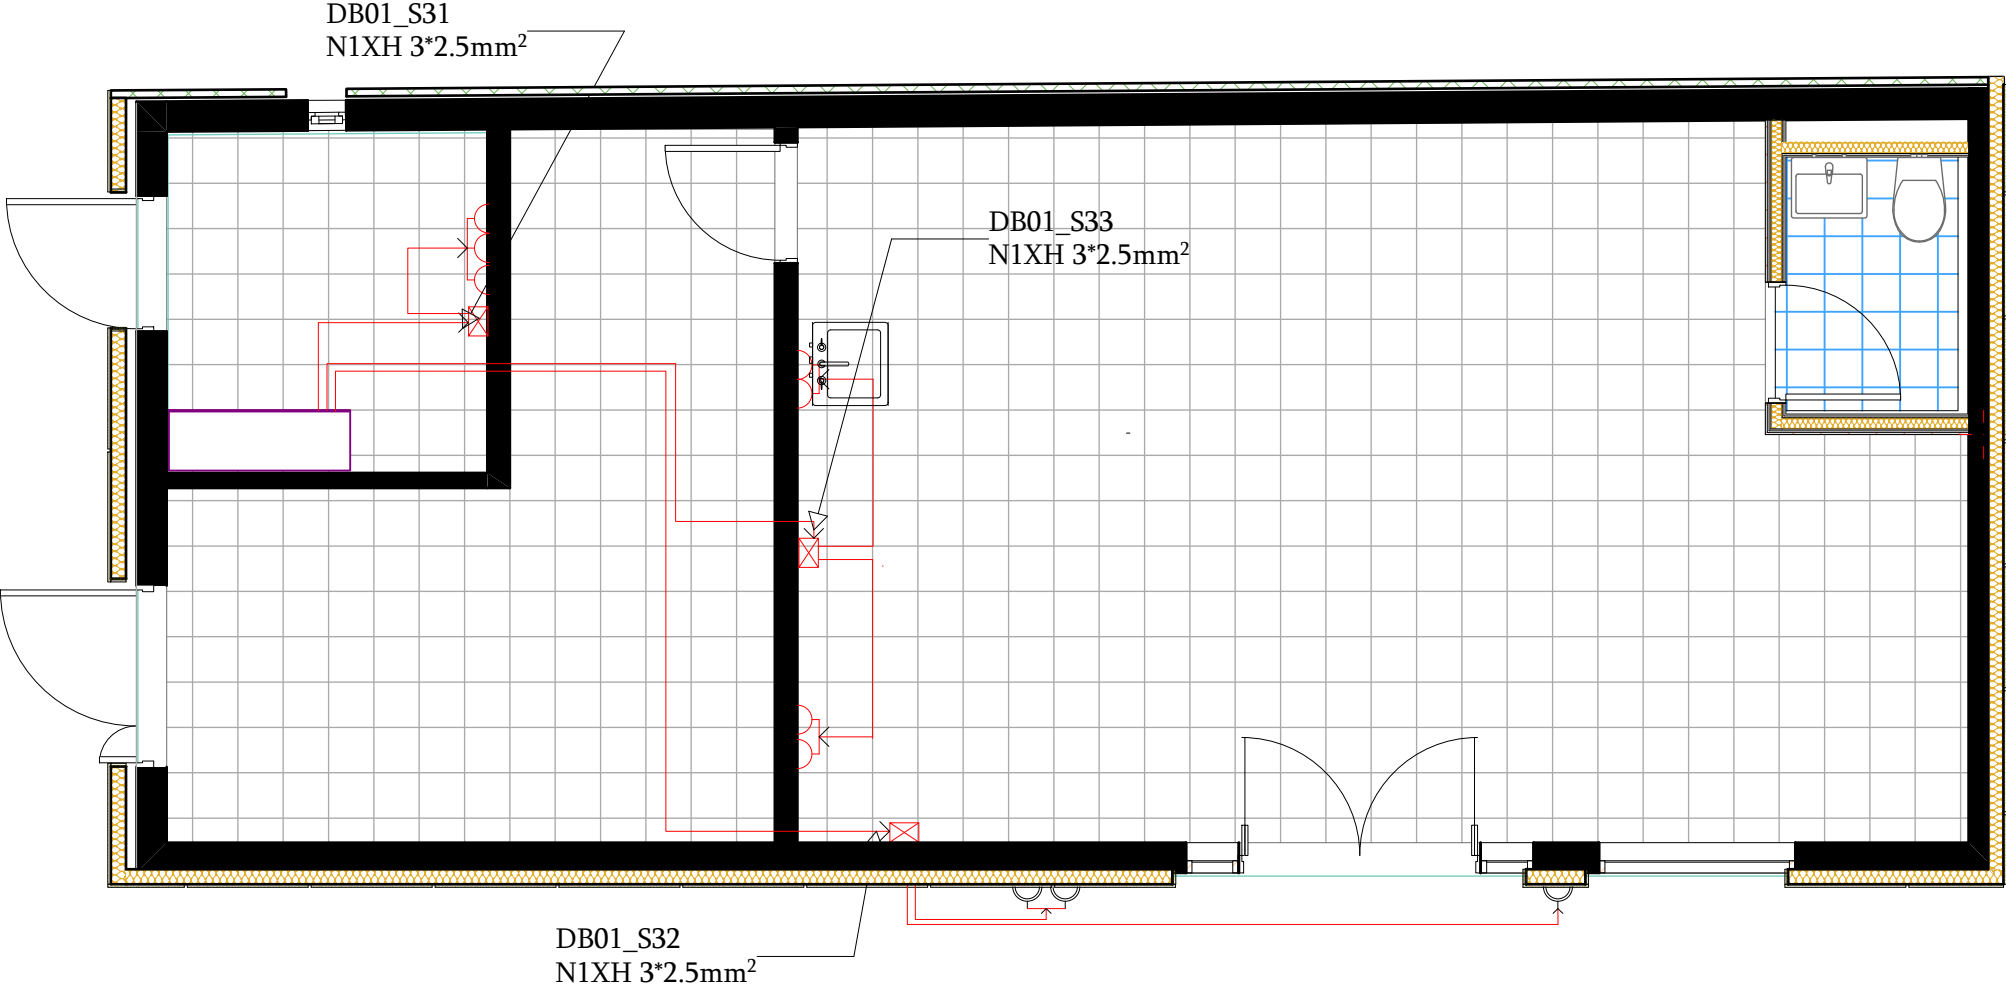 DB01_S31
N1XH 3*2.5mm²
DB01_S33
N1XH 3*2.5mm²
DB01_S32
N1XH 3*2.5mm²